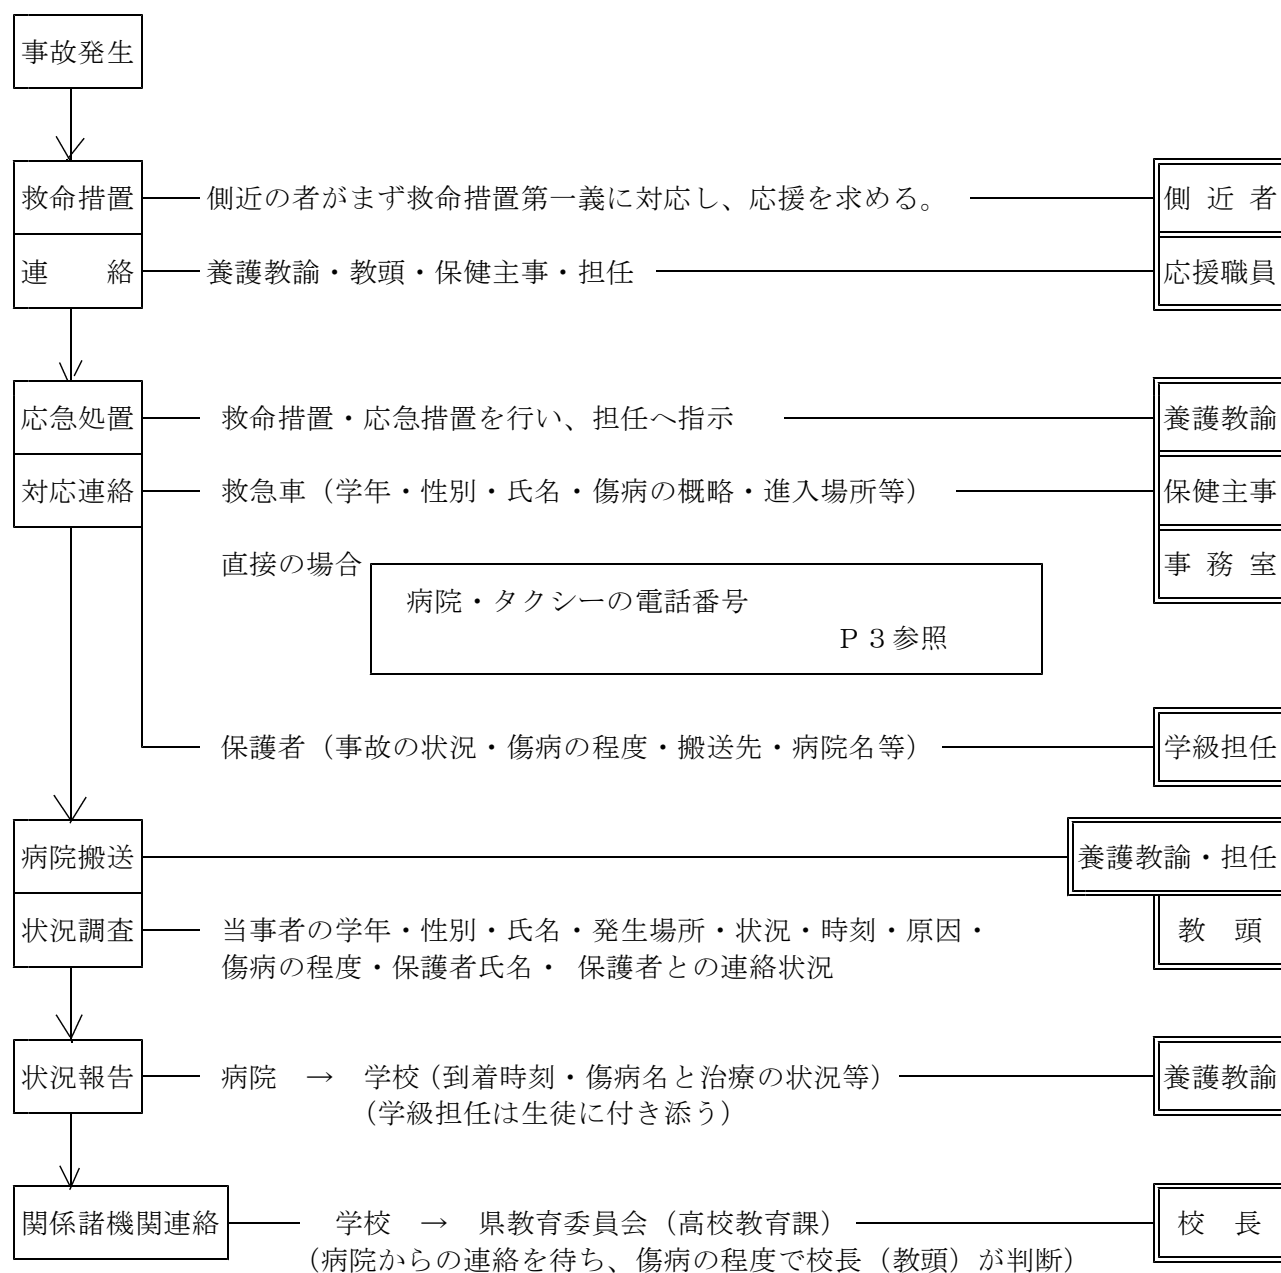 事故発生
救命措置 側近の者がまず救命措置第一義に対応し、応援を求める。 側 近 者
連　　絡 養護教諭・教頭・保健主事・担任 応援職員
応急処置 救命措置・応急措置を行い、担任へ指示 養護教諭
対応連絡 救急車（学年・性別・氏名・傷病の概略・進入場所等） 保健主事
直接の場合 事 務 室
病院・タクシーの電話番号
Ｐ３参照
保護者（事故の状況・傷病の程度・搬送先・病院名等） 学級担任
病院搬送 養護教諭・担任
状況調査 当事者の学年・性別・氏名・発生場所・状況・時刻・原因・ 教　頭
傷病の程度・保護者氏名・ 保護者との連絡状況
状況報告 病院　→　学校（到着時刻・傷病名と治療の状況等） 養護教諭
（学級担任は生徒に付き添う）
関係諸機関連絡 学校　→　県教育委員会（高校教育課） 校　長
（病院からの連絡を待ち、傷病の程度で校長（教頭）が判断）